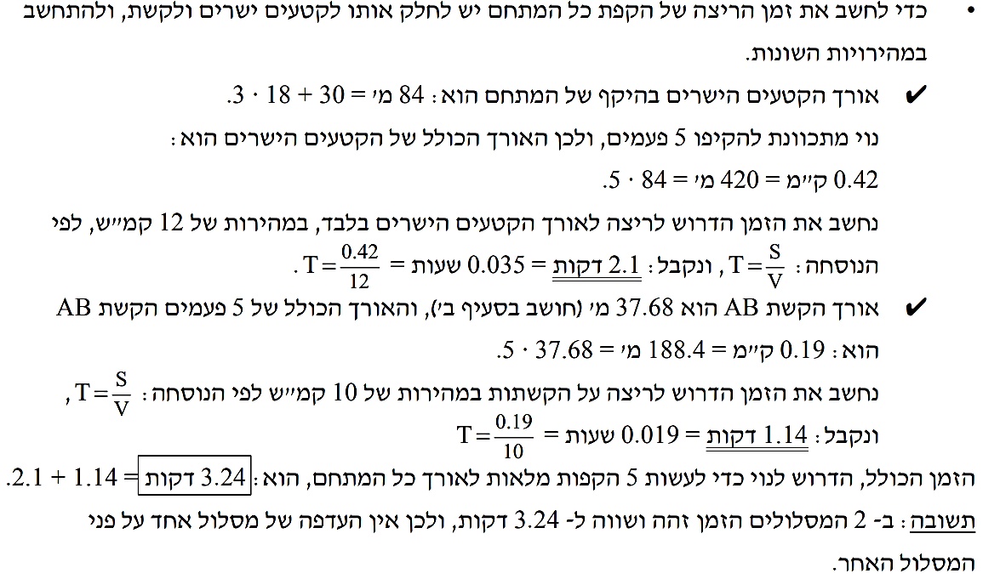 • כדי לחשב את זמן הריצה של הקפת כל המתחם יש לחלק אותו לקטעים ישרים ולקשת, ולהתחשב
במהירויות השונות.
✔ אורך הקטעים הישרים בהיקף של המתחם הוא: 84 מ׳ = 30 + 18 · 3.
נוי מתכוונת להקיפו 5 פעמים, ולכן האורך הכולל של הקטעים הישרים הוא:
0.42 ק״מ = 420 מ׳ = 84 · 5.
נחשב את הזמן הדרוש לריצה לאורך הקטעים הישרים בלבד, במהירות של 12 קמ״ש, לפי
הנוסחה: T = S/V, ונקבל: 2.1 דקות = 0.035 שעות = T = 0.42/12.
✔ אורך הקשת AB הוא 37.68 מ׳ (חושב בסעיף ב׳), והאורך הכולל של 5 פעמים הקשת AB
הוא: 0.19 ק״מ = 188.4 מ׳ = 37.68 · 5.
נחשב את הזמן הדרוש לריצה על הקשתות במהירות של 10 קמ״ש לפי הנוסחה: T = S/V,
ונקבל: 1.14 דקות = 0.019 שעות = T = 0.19/10
הזמן הכולל, הדרוש לנוי כדי לעשות 5 הקפות מלאות לאורך כל המתחם, הוא: 3.24 דקות = 1.14 + 2.1.
תשובה: ב- 2 המסלולים הזמן זהה ושווה ל- 3.24 דקות, ולכן אין העדפה של מסלול אחד על פני
המסלול האחר.